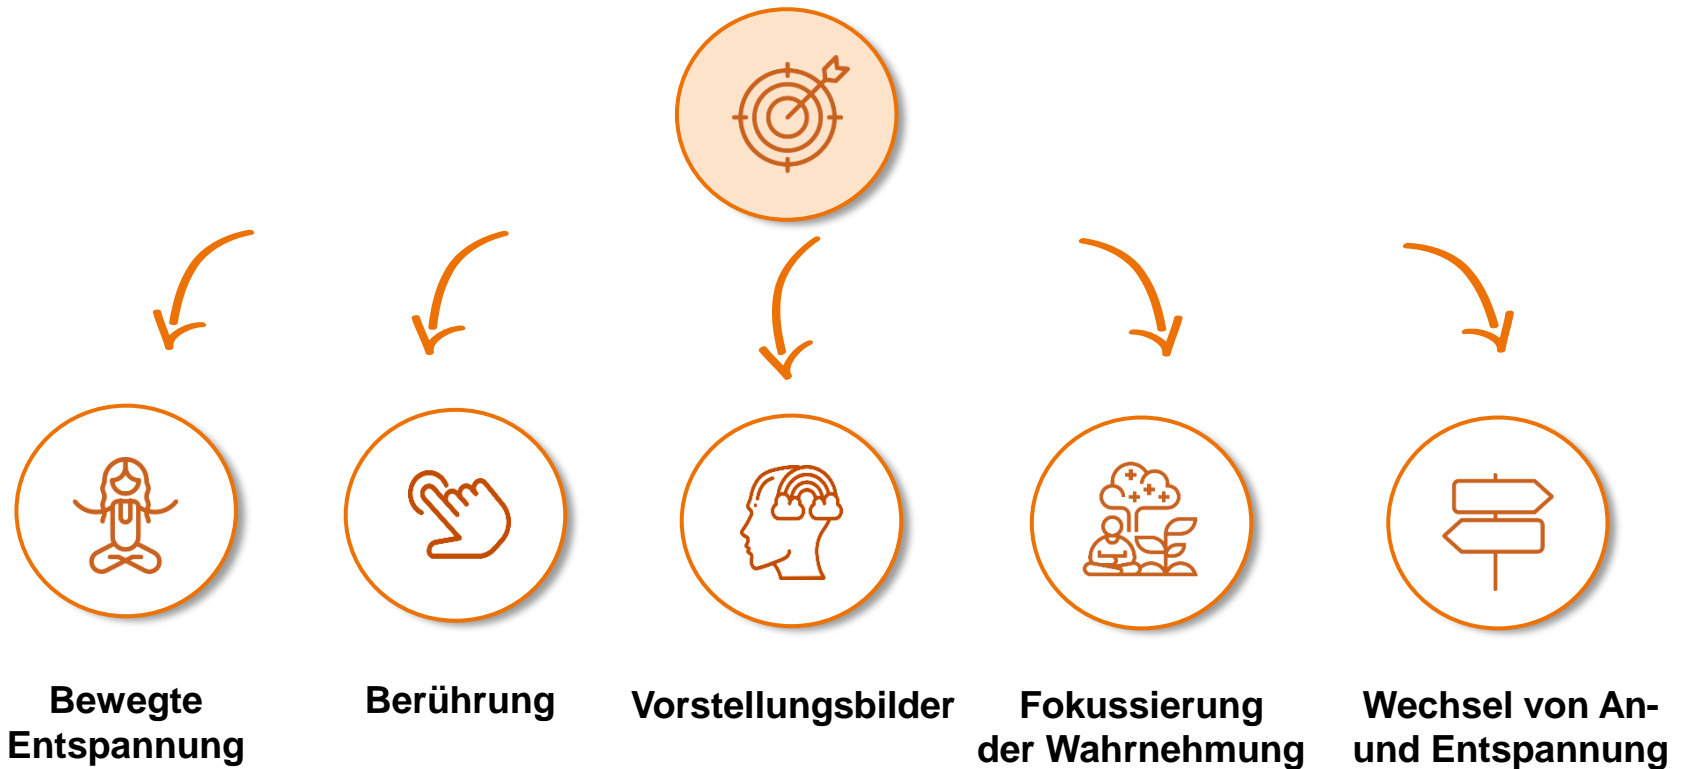 Bewegte
Entspannung
Berührung
Vorstellungsbilder
Fokussierung
der Wahrnehmung
Wechsel von An-
und Entspannung